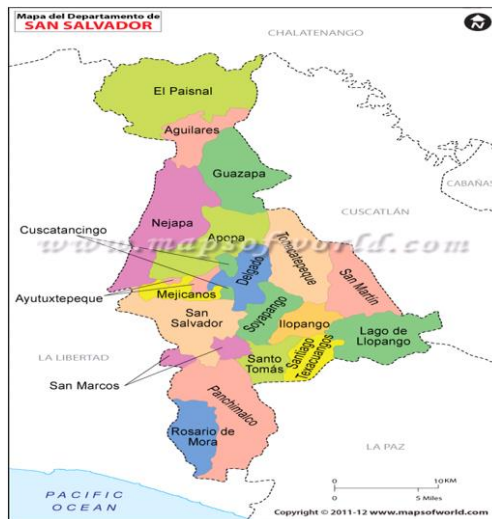 Mapa del Departamento de
SAN SALVADOR
N
CHALATENANGO
El Paisnal
Aguilares
Guazapa
CABAÑAS
CUSCATLÁN
Nejapa
Cuscatancingo
Apopa
www.mapsofworld.com
Tonacatepeque
Delgado
San Martín
Ayutuxtepeque
Mejicanos
San
Salvador
Soyapango
Ilopango
Lago de
Llopango
LA LIBERTAD
San Marcos
Santo
Tomás
Santiago
Texacuangos
Panchimalco
Rosario de
Mora
LA PAZ
0 10 KM
0 5 Miles
PACIFIC
OCEAN
Copyright © 2011-12 www.mapsofworld.com